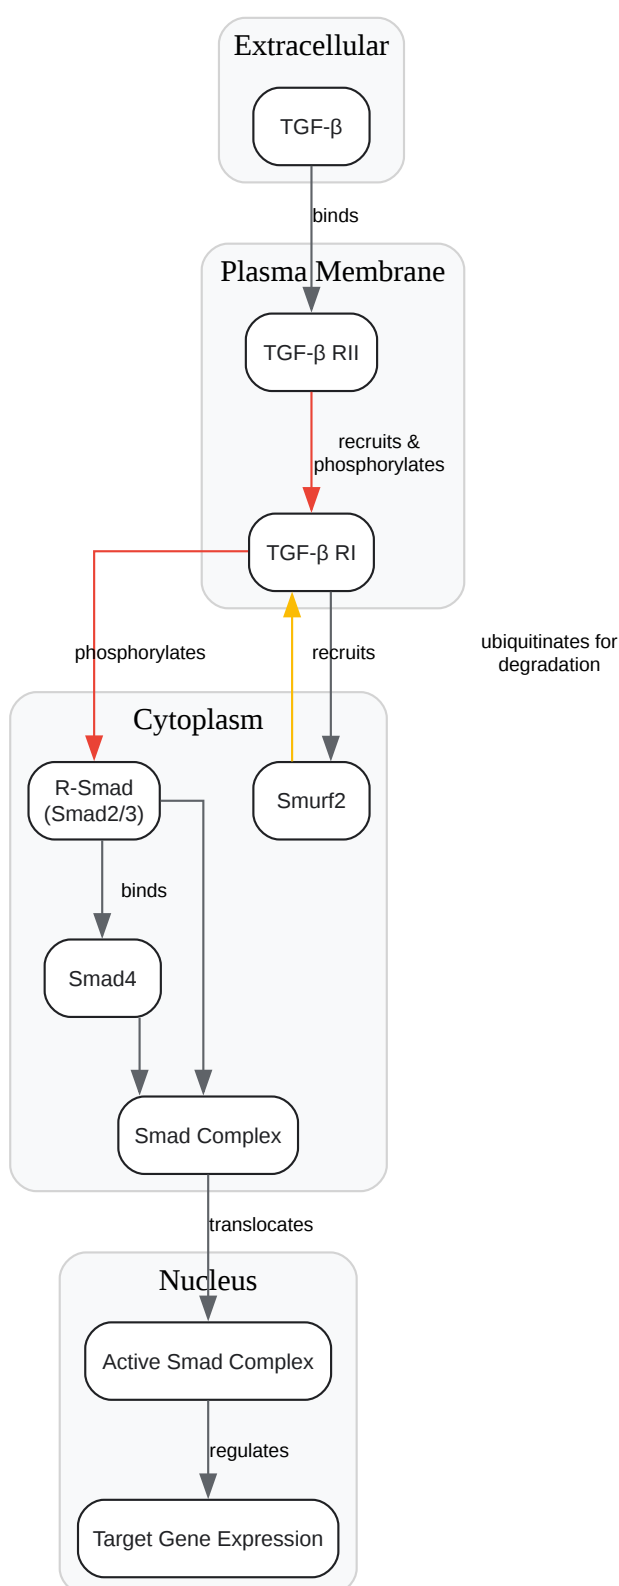 Extracellular
TGF-β
binds
Plasma Membrane
TGF-β RII
recruits &
phosphorylates
TGF-β RI
phosphorylates
recruits
ubiquitinates for
degradation
Cytoplasm
R-Smad
(Smad2/3)
Smurf2
binds
Smad4
Smad Complex
translocates
Nucleus
Active Smad Complex
regulates
Target Gene Expression